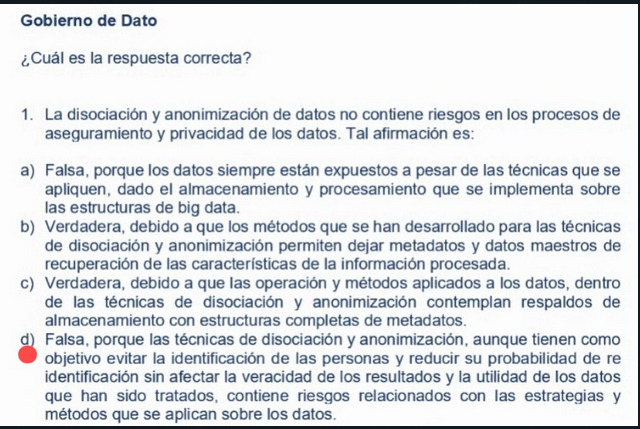 Gobierno de Dato
¿Cuál es la respuesta correcta?
1. La disociación y anonimización de datos no contiene riesgos en los procesos de
aseguramiento y privacidad de los datos. Tal afirmación es:
a) Falsa, porque los datos siempre están expuestos a pesar de las técnicas que se
apliquen, dado el almacenamiento y procesamiento que se implementa sobre
las estructuras de big data.
b) Verdadera, debido a que los métodos que se han desarrollado para las técnicas
de disociación y anonimización permiten dejar metadatos y datos maestros de
recuperación de las características de la información procesada.
c) Verdadera, debido a que las operación y métodos aplicados a los datos, dentro
de las técnicas de disociación y anonimización contemplan respaldos de
almacenamiento con estructuras completas de metadatos.
d) Falsa, porque las técnicas de disociación y anonimización, aunque tienen como
objetivo evitar la identificación de las personas y reducir su probabilidad de re
identificación sin afectar la veracidad de los resultados y la utilidad de los datos
que han sido tratados, contiene riesgos relacionados con las estrategias y
métodos que se aplican sobre los datos.